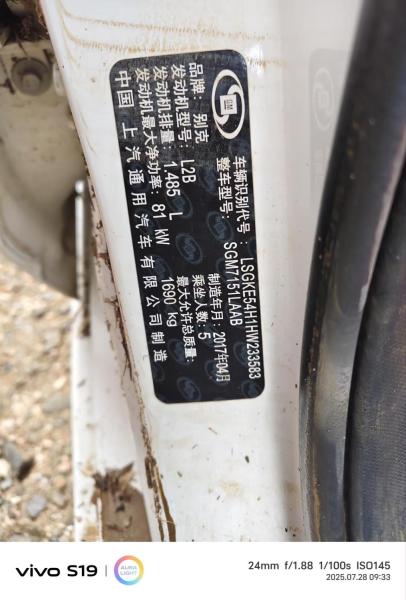 GM
车辆识别代号: LSGKE54H1HW233583
整车型号: SGM7151LAAB
品牌: 别克 制造年月: 2017年04月
发动机型号: L2B 乘坐人数: 5
发动机排量: 1.485 L 最大允许总质量:
发动机最大净功率: 81 kW 1690 kg
中国 上汽通用汽车有限公司制造
vivo S19
AURA LIGHT
24mm f/1.88 1/100s ISO145
2025.07.28 09:33